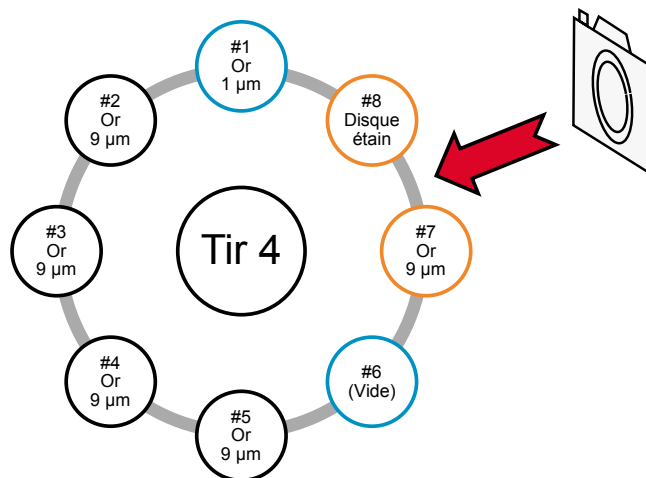 #1
Or
1 µm
#2
Or
9 µm
#8
Disque
étain
#3
Or
9 µm
Tir 4
#7
Or
9 µm
#4
Or
9 µm
#6
(Vide)
#5
Or
9 µm